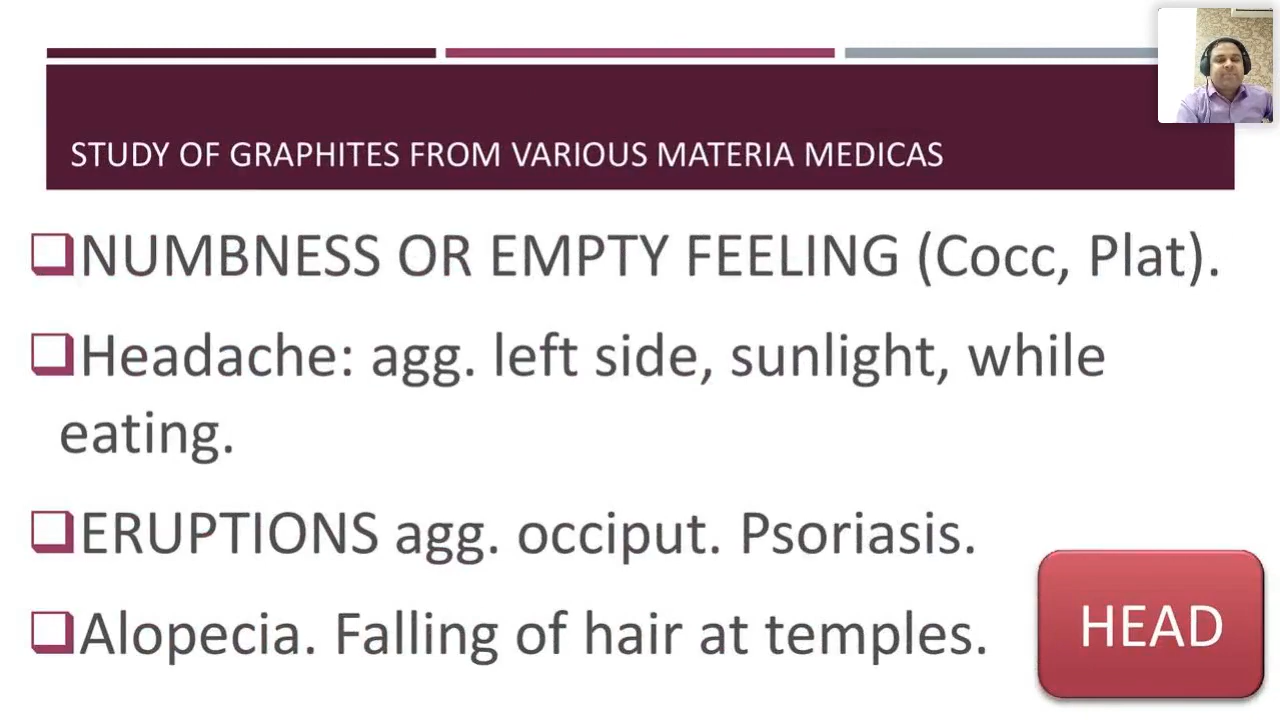 STUDY OF GRAPHITES FROM VARIOUS MATERIA MEDICAS
NUMBNESS OR EMPTY FEELING (Cocc, Plat).
Headache: agg. left side, sunlight, while
eating.
ERUPTIONS agg. occiput. Psoriasis.
Alopecia. Falling of hair at temples.
HEAD